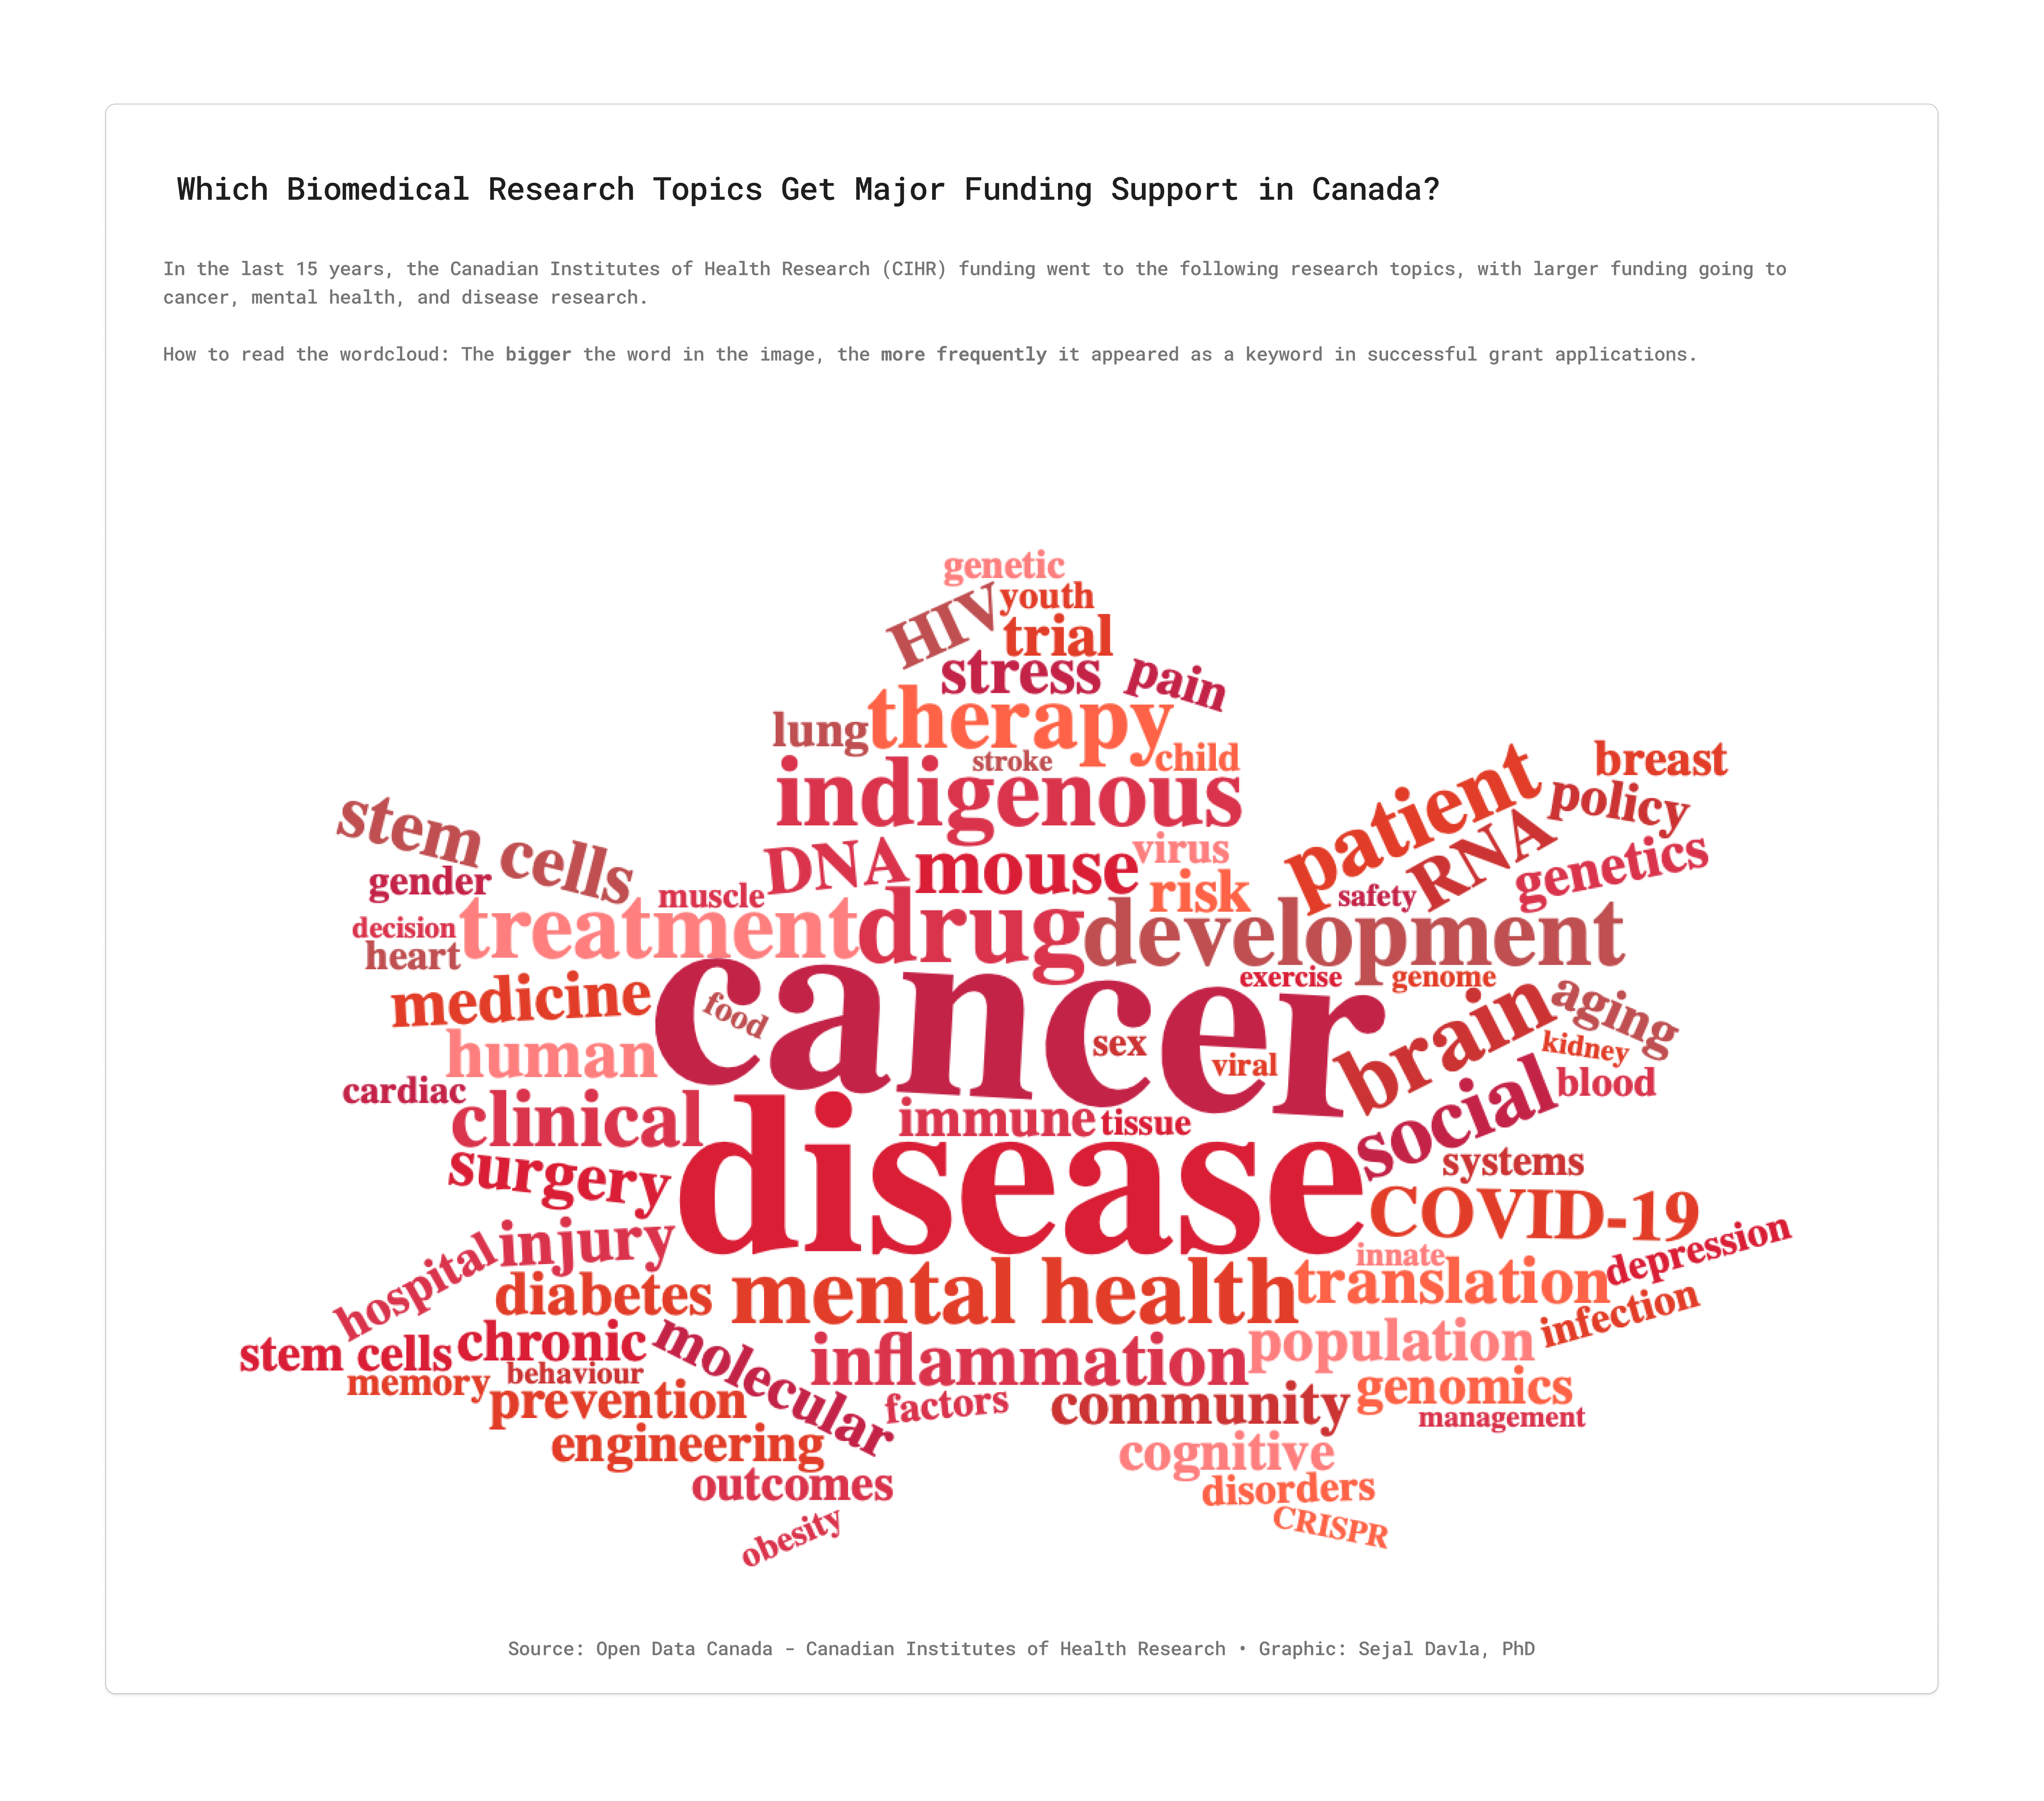 Which Biomedical Research Topics Get Major Funding Support in Canada?
In the last 15 years, the Canadian Institutes of Health Research (CIHR) funding went to the following research topics, with larger funding going to
cancer, mental health, and disease research.
How to read the wordcloud: The bigger the word in the image, the more frequently it appeared as a keyword in successful grant applications.
genetic
youth
HIV
trial
stress
pain
therapy
lung
child
stroke
indigenous
breast
patient
policy
stem cells
RNA
DNA
mouse
virus
genetics
gender
muscle
risk
safety
decision
treatment
drug
development
heart
exercise
genome
medicine
food
cancer
brain
aging
human
sex
viral
kidney
cardiac
blood
clinical
immune
tissue
social
surgery
disease
systems
COVID-19
hospital
injury
innate
depression
diabetes
mental health
translation
infection
stem cells
chronic
molecular
inflammation
population
memory
behaviour
prevention
factors
community
genomics
management
engineering
cognitive
outcomes
disorders
obesity
CRISPR
Source: Open Data Canada - Canadian Institutes of Health Research • Graphic: Sejal Davla, PhD